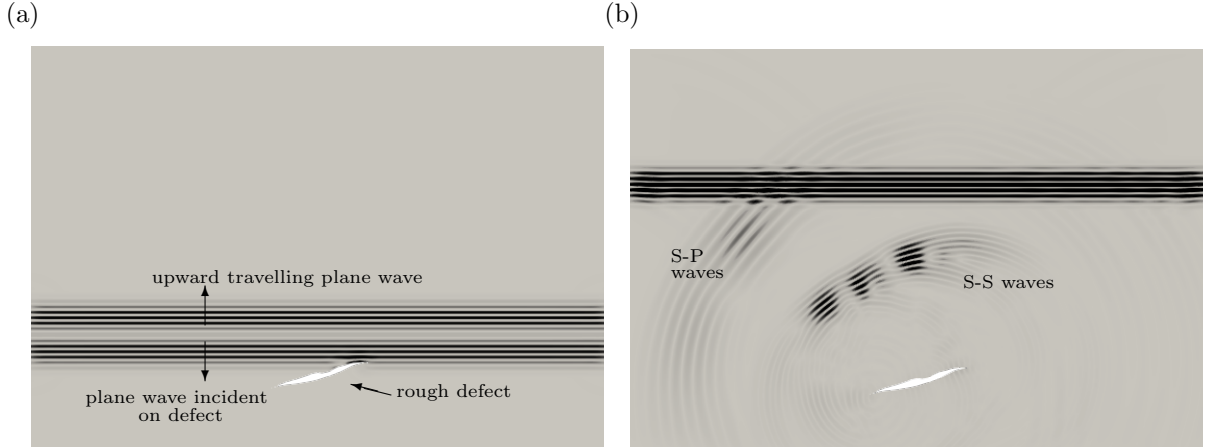 (a)
upward travelling plane wave
plane wave incident
on defect
rough defect
(b)
S-P
waves
S-S waves